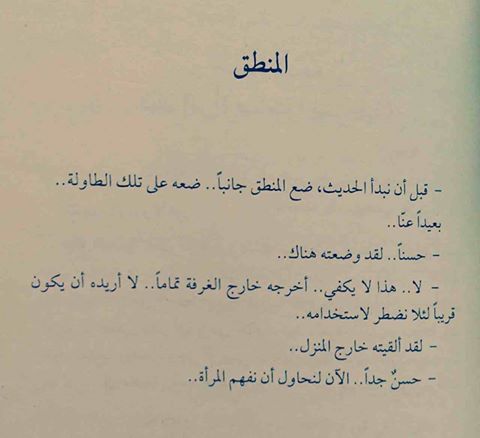 المنطق
- قبل أن نبدأ الحديث، ضع المنطق جانباً.. ضعه على تلك الطاولة..
بعيداً عنّا..
- حسناً.. لقد وضعته هناك..
- لا.. هذا لا يكفي.. أخرجه خارج الغرفة تماماً.. لا أريده أن يكون
قريباً لئلا نضطر لاستخدامه..
- لقد ألقيته خارج المنزل..
- حسنٌ جداً.. الآن لنحاول أن نفهم المرأة..